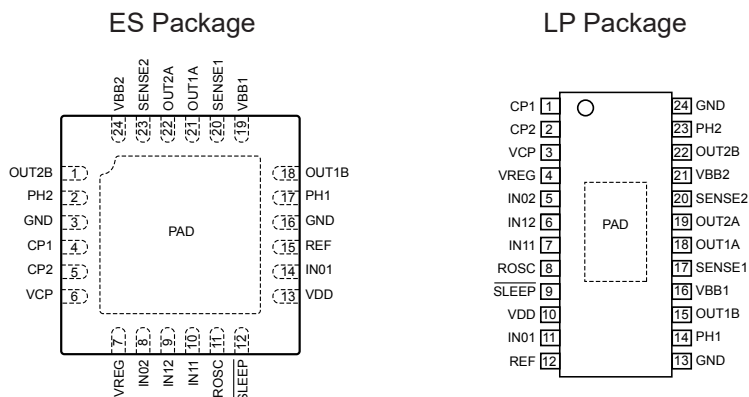 ES Package
LP Package
VBB2
SENSE2
OUT2A
OUT1A
SENSE1
VBB1
24
23
22
21
20
19
OUT2B 1
PH2 2
GND 3
CP1 4
CP2 5
VCP 6
PAD
18 OUT1B
17 PH1
16 GND
15 REF
14 IN01
13 VDD
7
8
9
10
11
12
VREG
IN02
IN12
IN11
ROSC
SLEEP
CP1 1
CP2 2
VCP 3
VREG 4
IN02 5
IN12 6
IN11 7
ROSC 8
SLEEP 9
VDD 10
IN01 11
REF 12
PAD
24 GND
23 PH2
22 OUT2B
21 VBB2
20 SENSE2
19 OUT2A
18 OUT1A
17 SENSE1
16 VBB1
15 OUT1B
14 PH1
13 GND